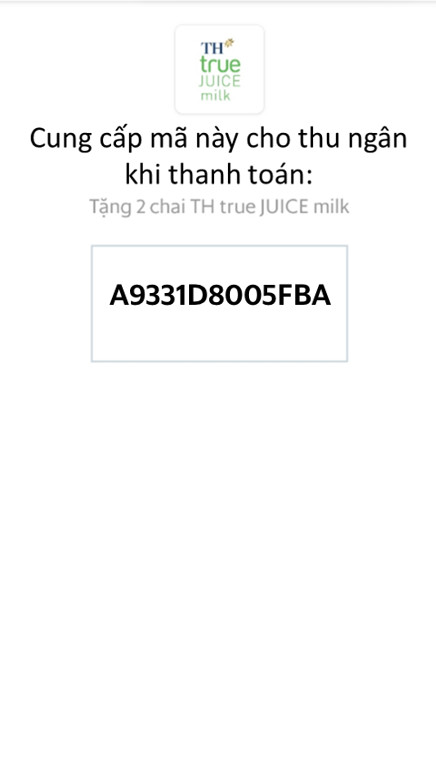 TH
true
JUICE
milk
Cung cấp mã này cho thu ngân
khi thanh toán:
Tặng 2 chai TH true JUICE milk
A9331D8005FBA